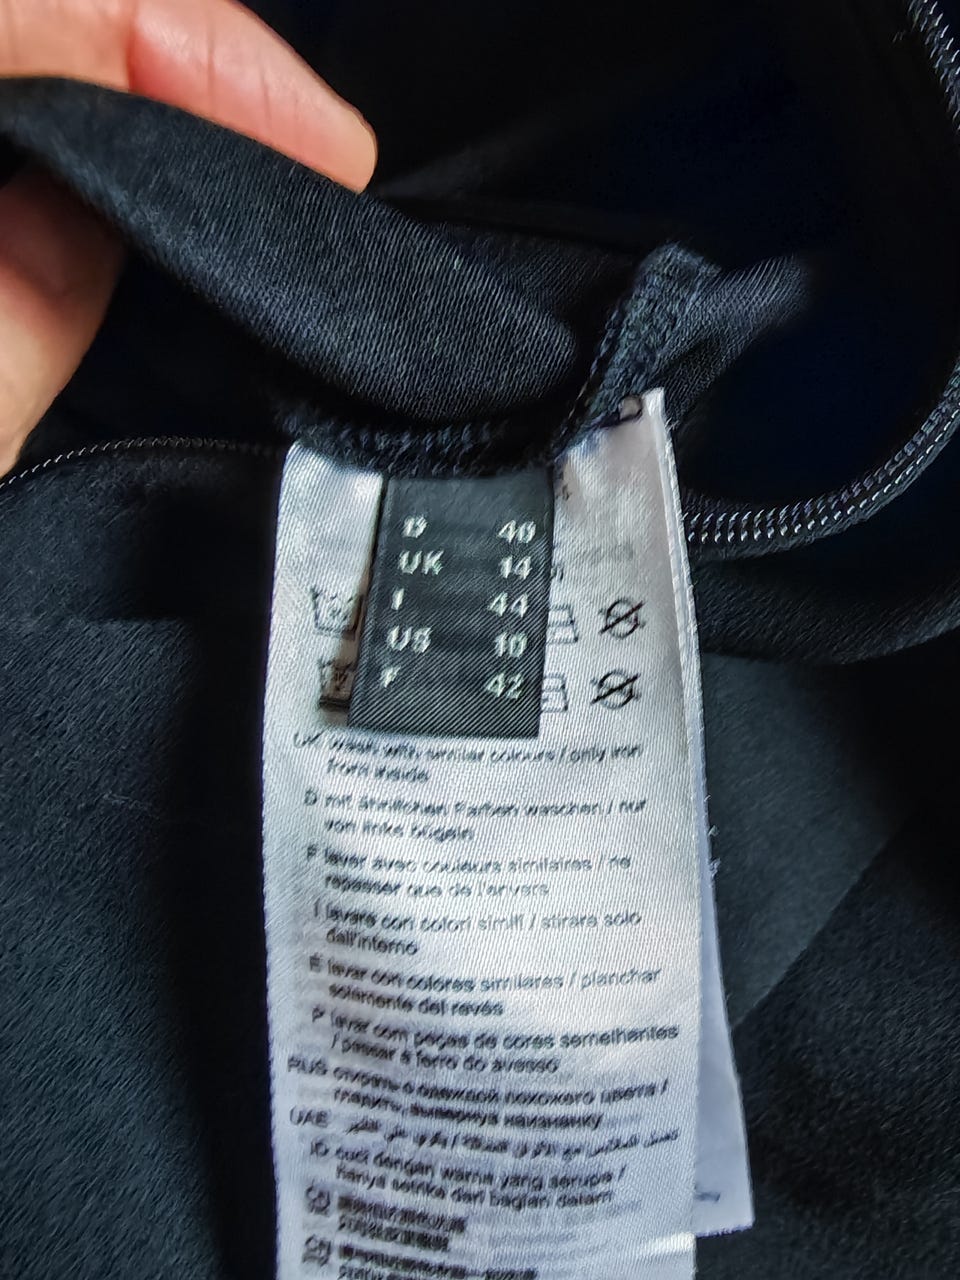 D 40
UK 14
I 44
US 10
F 42
UK wash with similar colours / only iron
from inside
D mit ähnlichen Farben waschen / nur
von links bügeln
F laver avec couleurs similaires / ne
repasser que de l'envers
I lavare con colori simili / stirare solo
dall'interno
E lavar con colores similares / planchar
solamente del revés
P lavar com peças de cores semelhantes
/ passar a ferro do avesso
RUS стирать с одеждой похожего цвета /
гладить, вывернув наизнанку
UAE
ID cuci dengan warna yang serupa /
hanya setrika dari bagian dalam